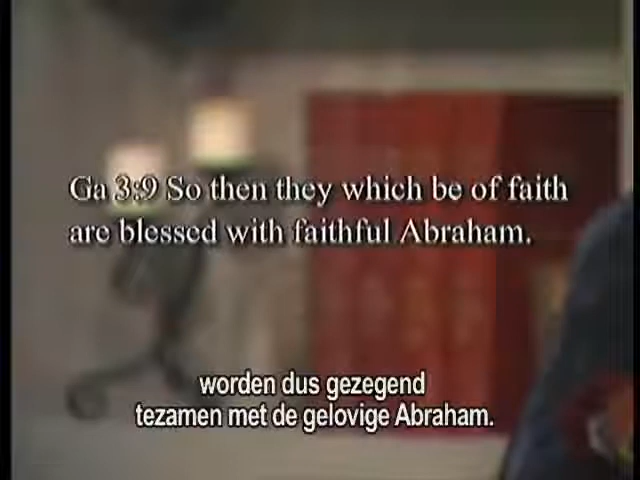 Ga 3:9 So then they which be of faith
are blessed with faithful Abraham.
worden dus gezegend
tezamen met de gelovige Abraham.